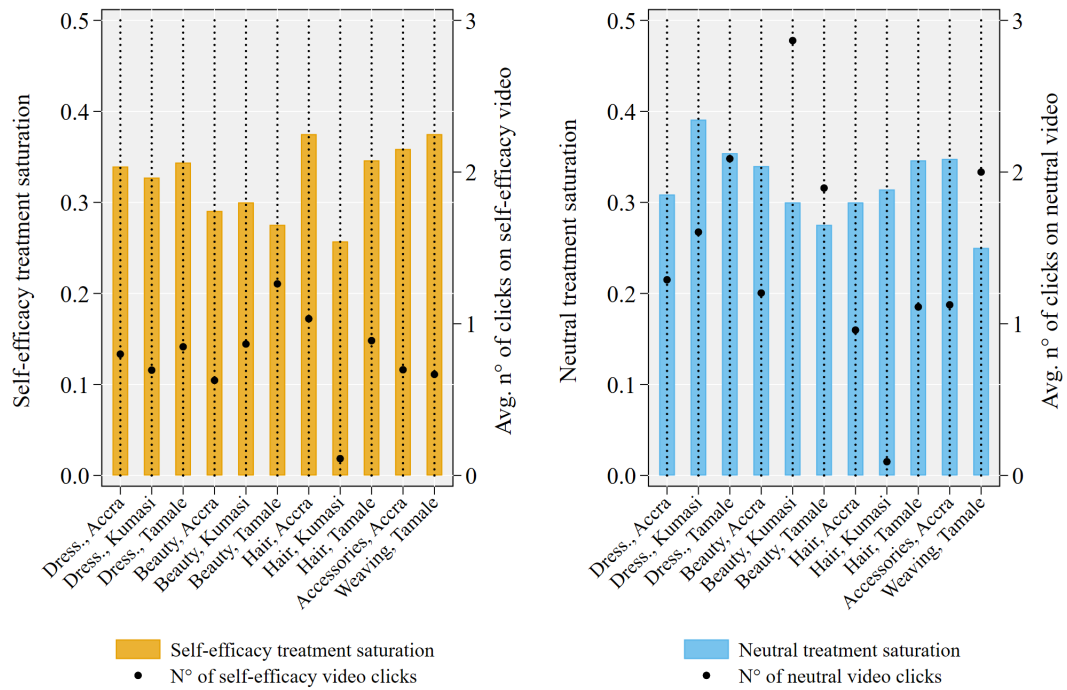 Self-efficacy treatment saturation
0.5
0.4
0.3
0.2
0.1
0.0
3
2
1
0
Avg. n° of clicks on self-efficacy video
Dress., Accra
Dress., Kumasi
Dress., Tamale
Beauty, Accra
Beauty, Kumasi
Beauty, Tamale
Hair, Accra
Hair, Kumasi
Hair, Tamale
Accessories, Accra
Weaving, Tamale
Self-efficacy treatment saturation
N° of self-efficacy video clicks
Neutral treatment saturation
0.5
0.4
0.3
0.2
0.1
0.0
3
2
1
0
Avg. n° of clicks on neutral video
Dress., Accra
Dress., Kumasi
Dress., Tamale
Beauty, Accra
Beauty, Kumasi
Beauty, Tamale
Hair, Accra
Hair, Kumasi
Hair, Tamale
Accessories, Accra
Weaving, Tamale
Neutral treatment saturation
N° of neutral video clicks